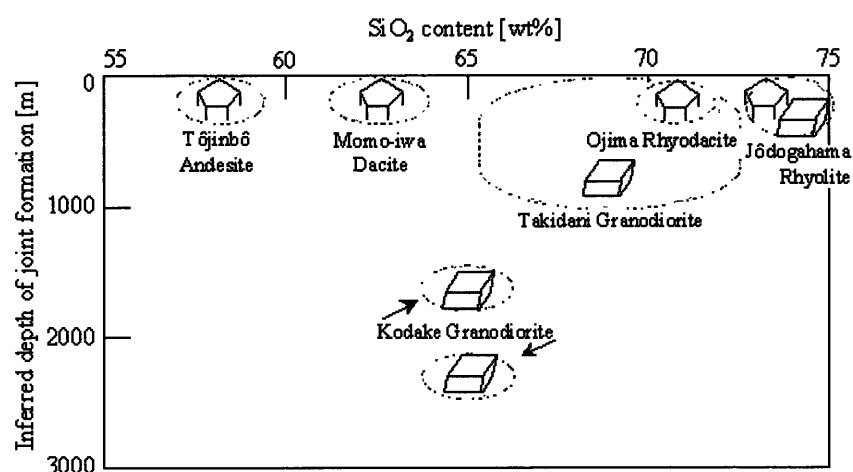 SiO₂ content [wt%]
55 60 65 70 75
Inferred depth of joint formation [m]
0
1000
2000
3000
Tôjinbô
Andesite
Momo-iwa
Dacite
Ojima Rhyodacite
Jôdogahama
Rhyolite
Takidani Granodiorite
Kodake Granodiorite